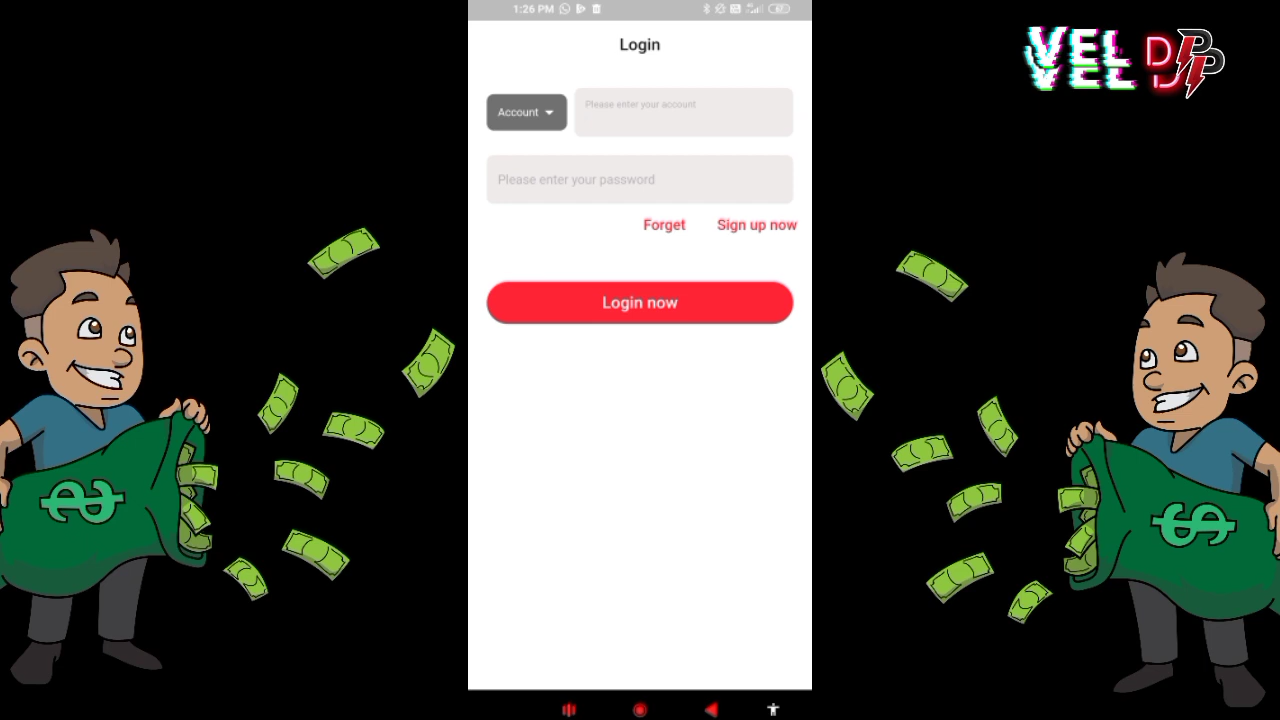 1:26 PM
VEL
VEL
Login
Account
Please enter your account
Please enter your password
Forget
Sign up now
Login now
$
$